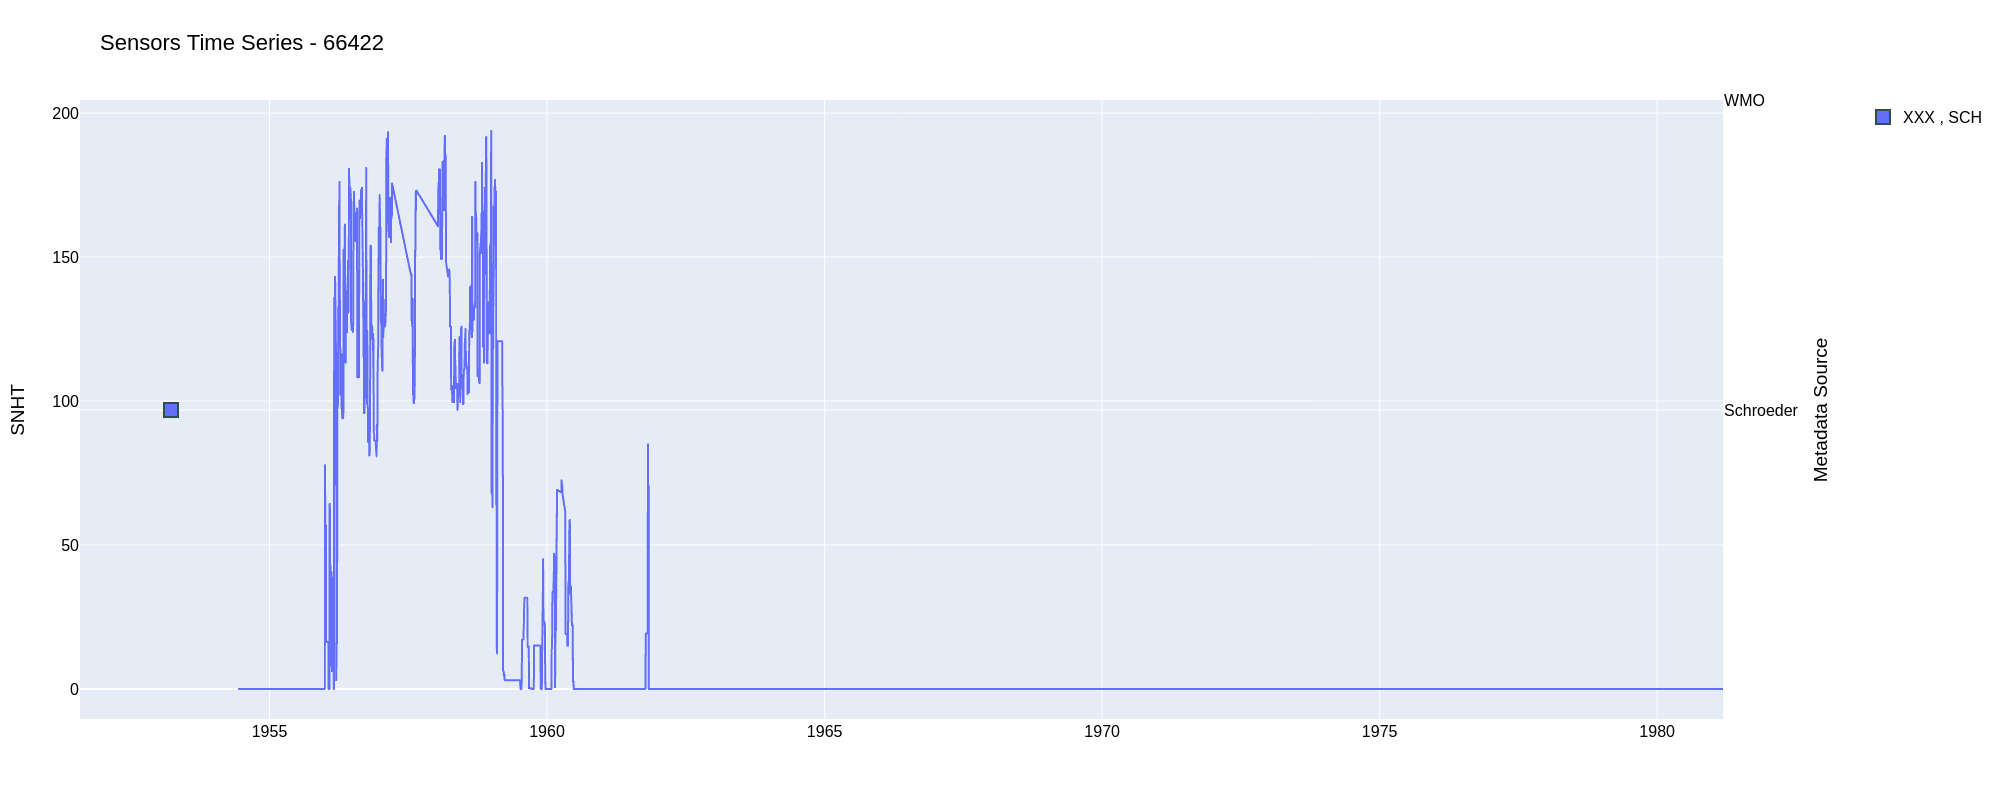 Sensors Time Series - 66422
200
150
100
50
0
SNHT
1955
1960
1965
1970
1975
1980
WMO
Schroeder
Metadata Source
XXX , SCH